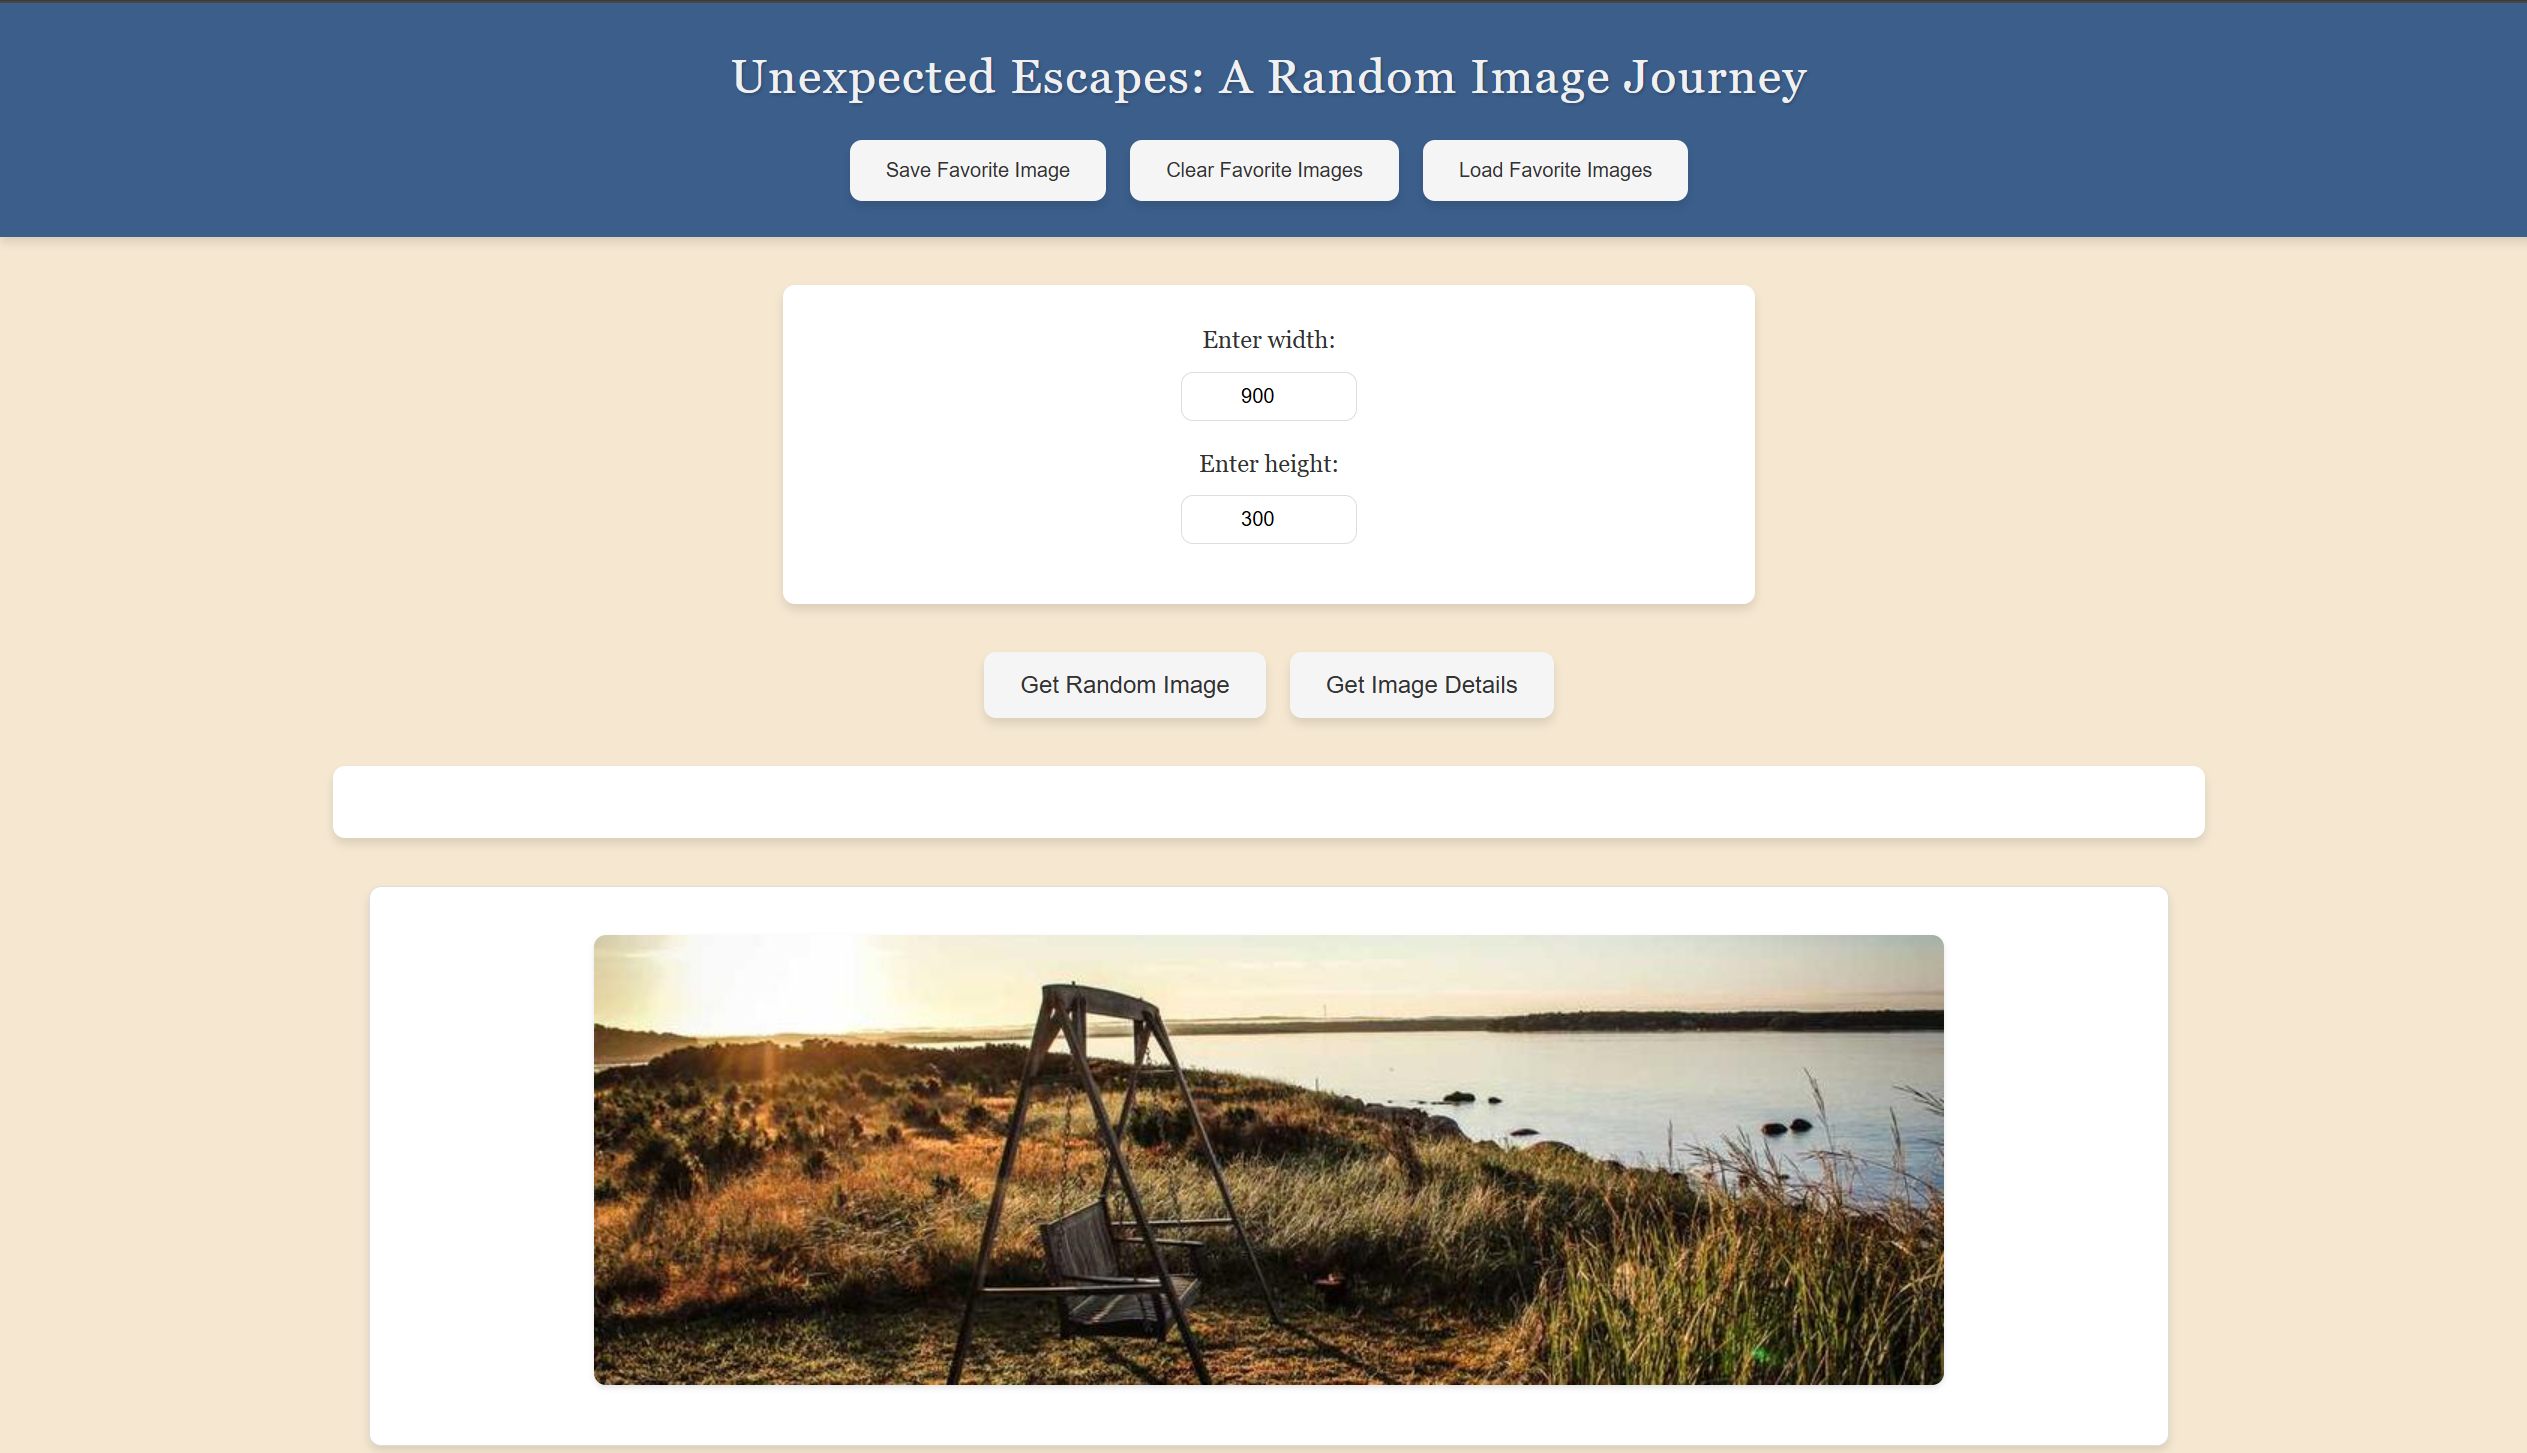 Unexpected Escapes: A Random Image Journey
Save Favorite Image
Clear Favorite Images
Load Favorite Images
Enter width:
900
Enter height:
300
Get Random Image
Get Image Details